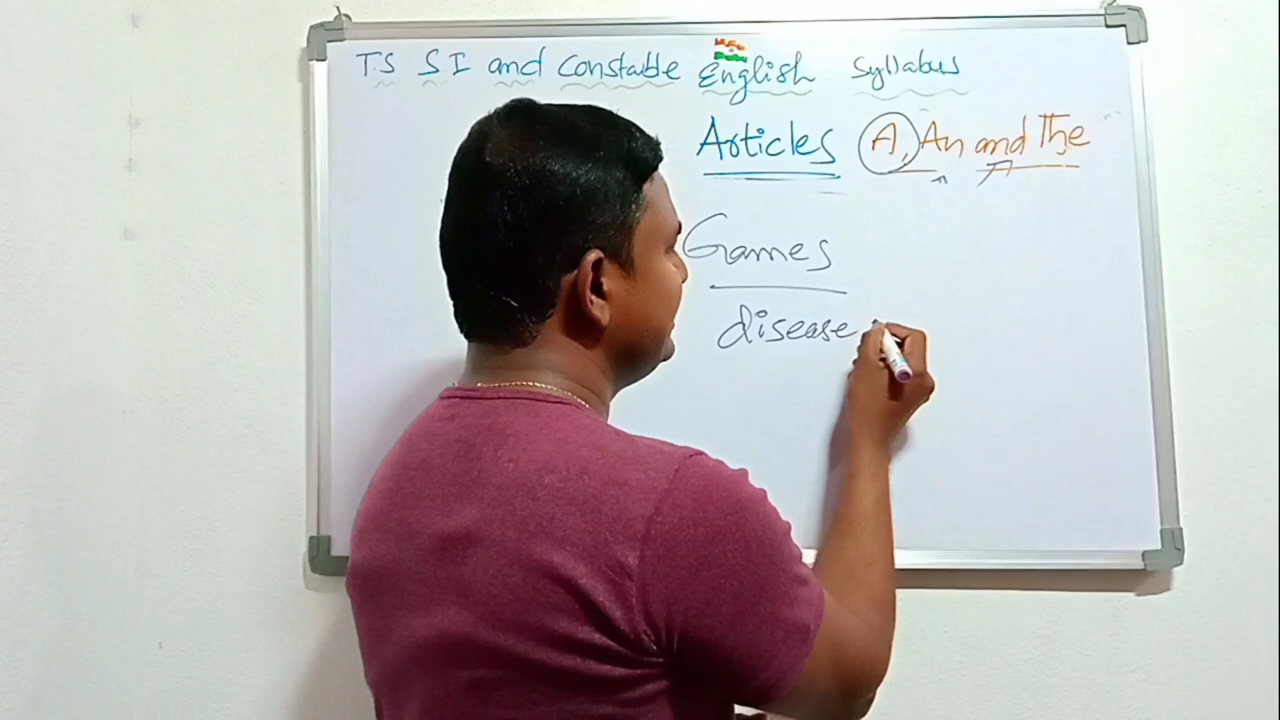 TS SI and Constable English Syllabus
Articles A, An and The
Games
disease